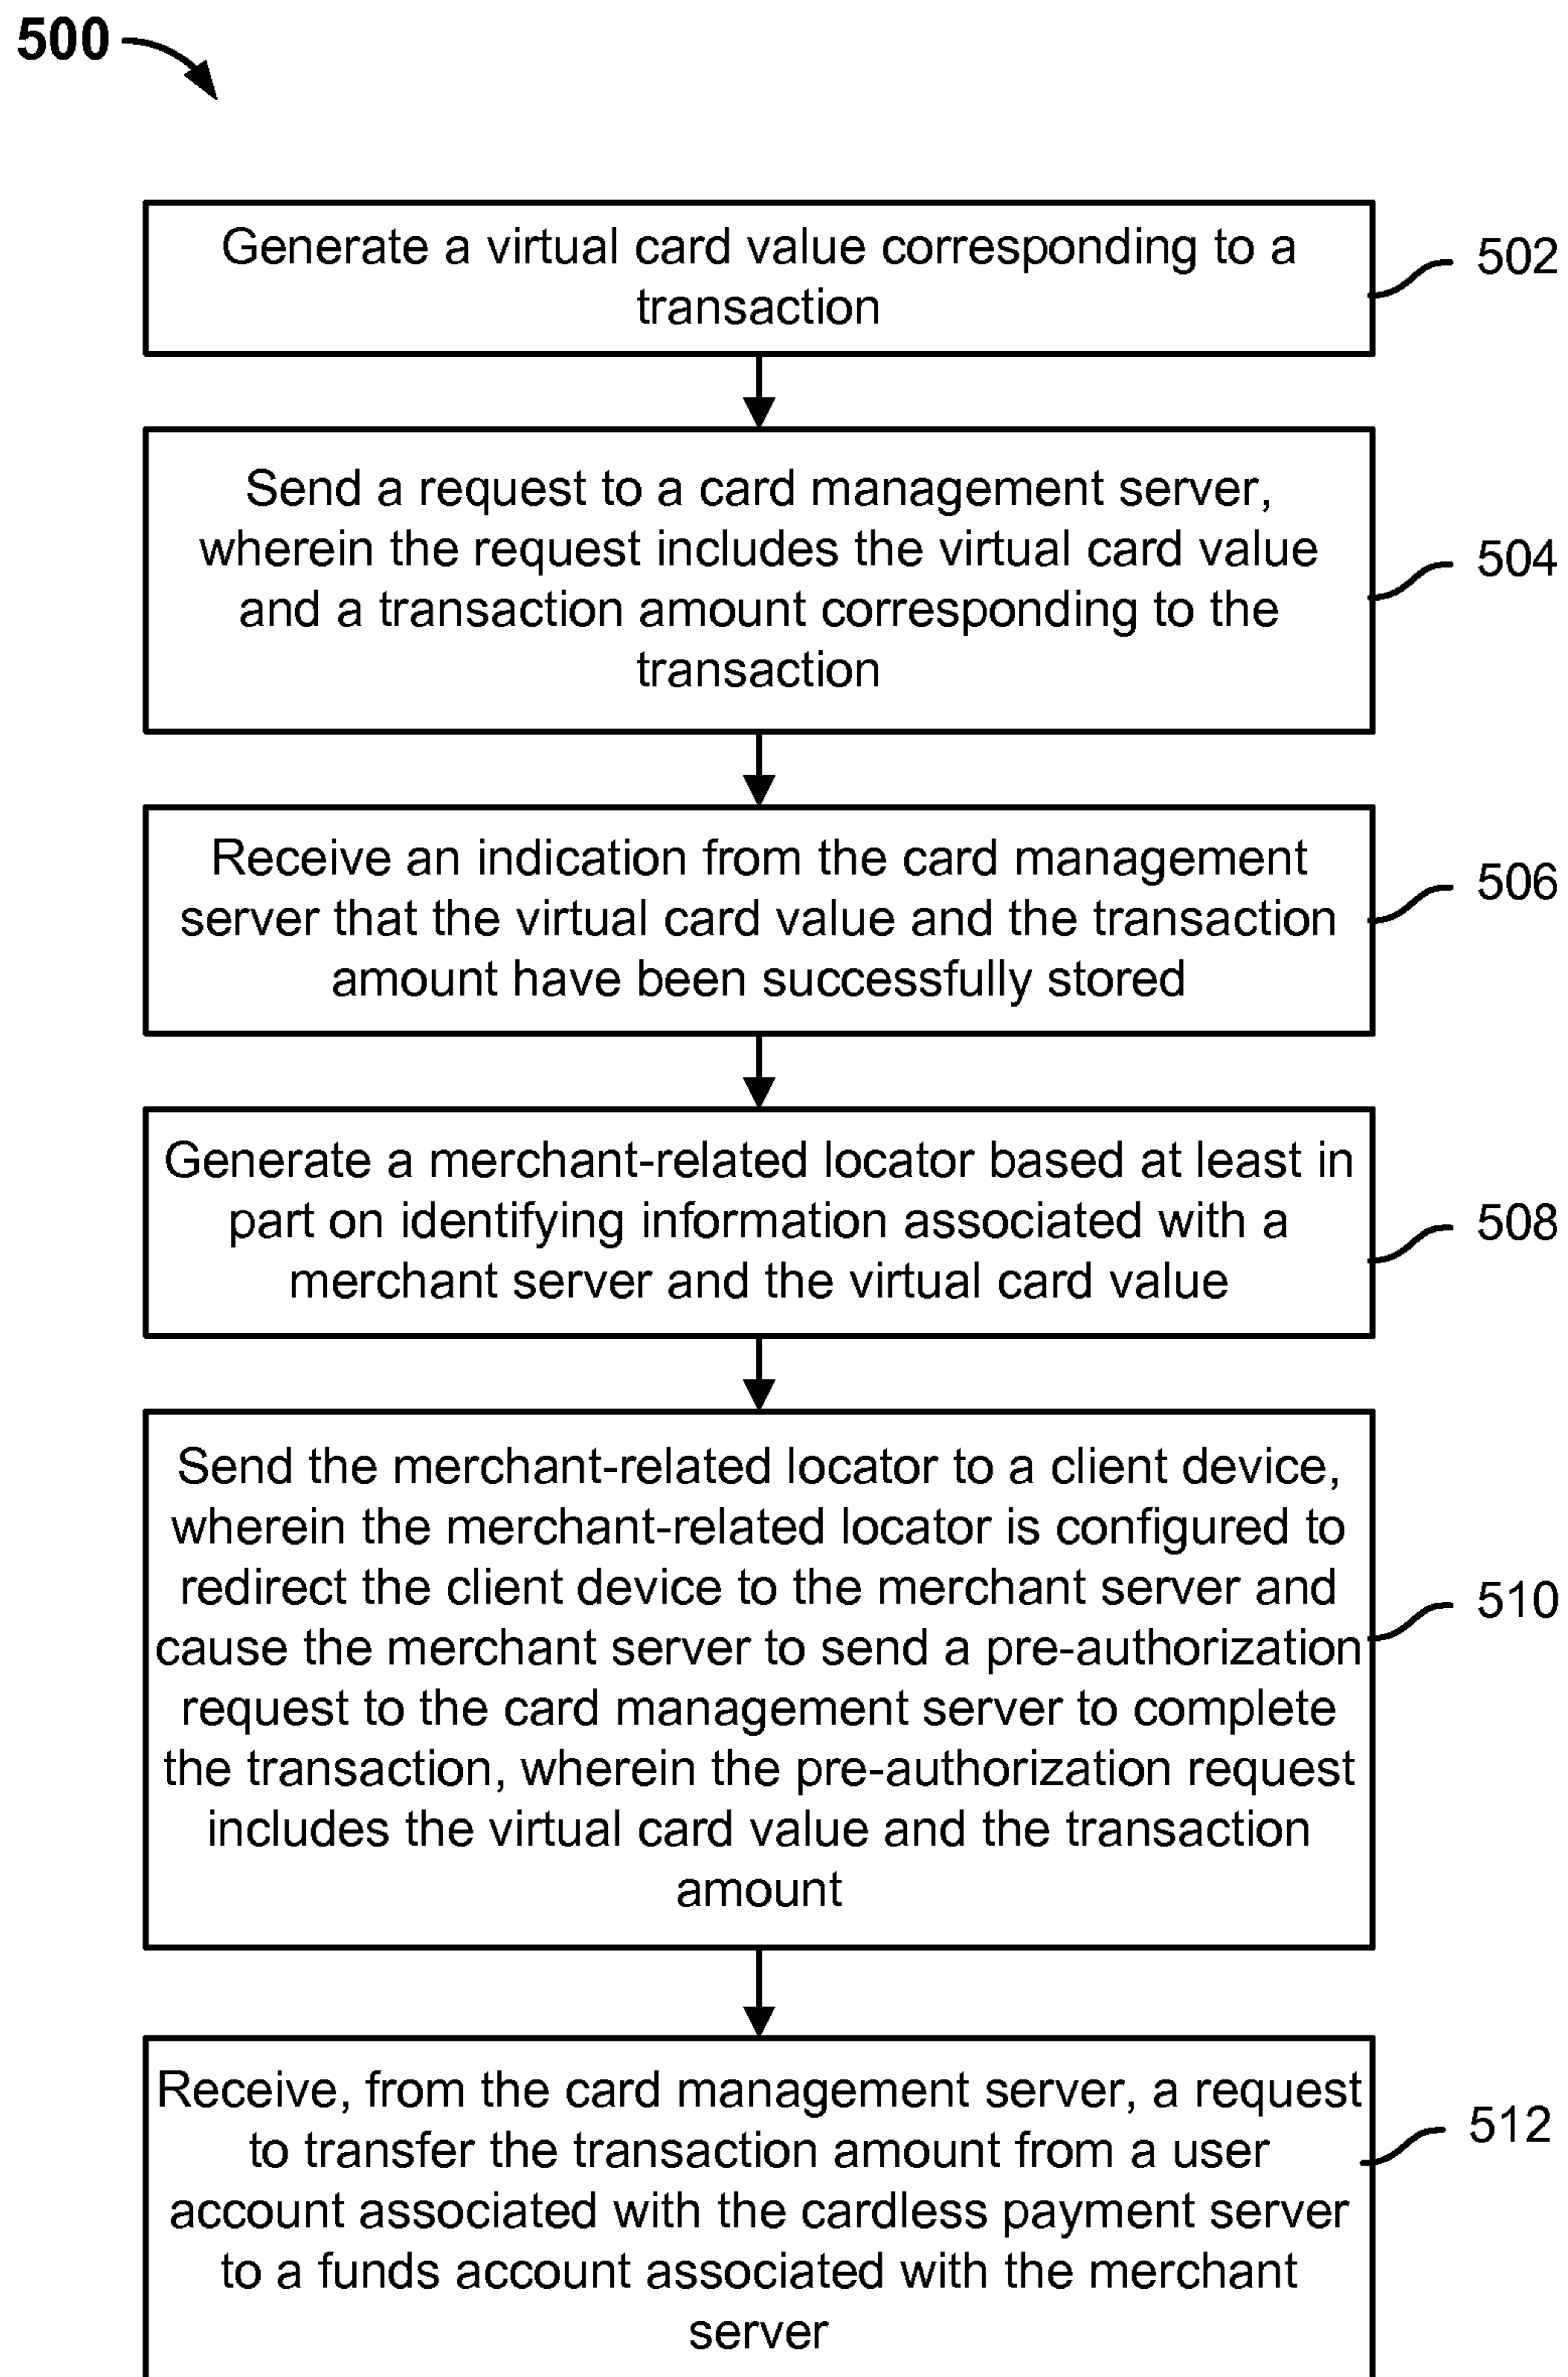 500
Generate a virtual card value corresponding to a
transaction
502
Send a request to a card management server,
wherein the request includes the virtual card value
and a transaction amount corresponding to the
transaction
504
Receive an indication from the card management
server that the virtual card value and the transaction
amount have been successfully stored
506
Generate a merchant-related locator based at least in
part on identifying information associated with a
merchant server and the virtual card value
508
Send the merchant-related locator to a client device,
wherein the merchant-related locator is configured to
redirect the client device to the merchant server and
cause the merchant server to send a pre-authorization
request to the card management server to complete
the transaction, wherein the pre-authorization request
includes the virtual card value and the transaction
amount
510
Receive, from the card management server, a request
to transfer the transaction amount from a user
account associated with the cardless payment server
to a funds account associated with the merchant
server
512